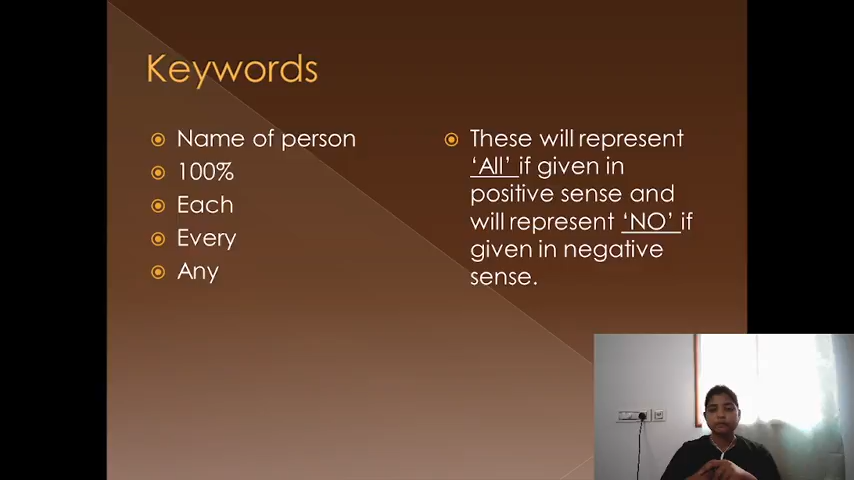 Keywords
Name of person
100%
Each
Every
Any
These will represent
‘All’ if given in
positive sense and
will represent ‘NO’ if
given in negative
sense.